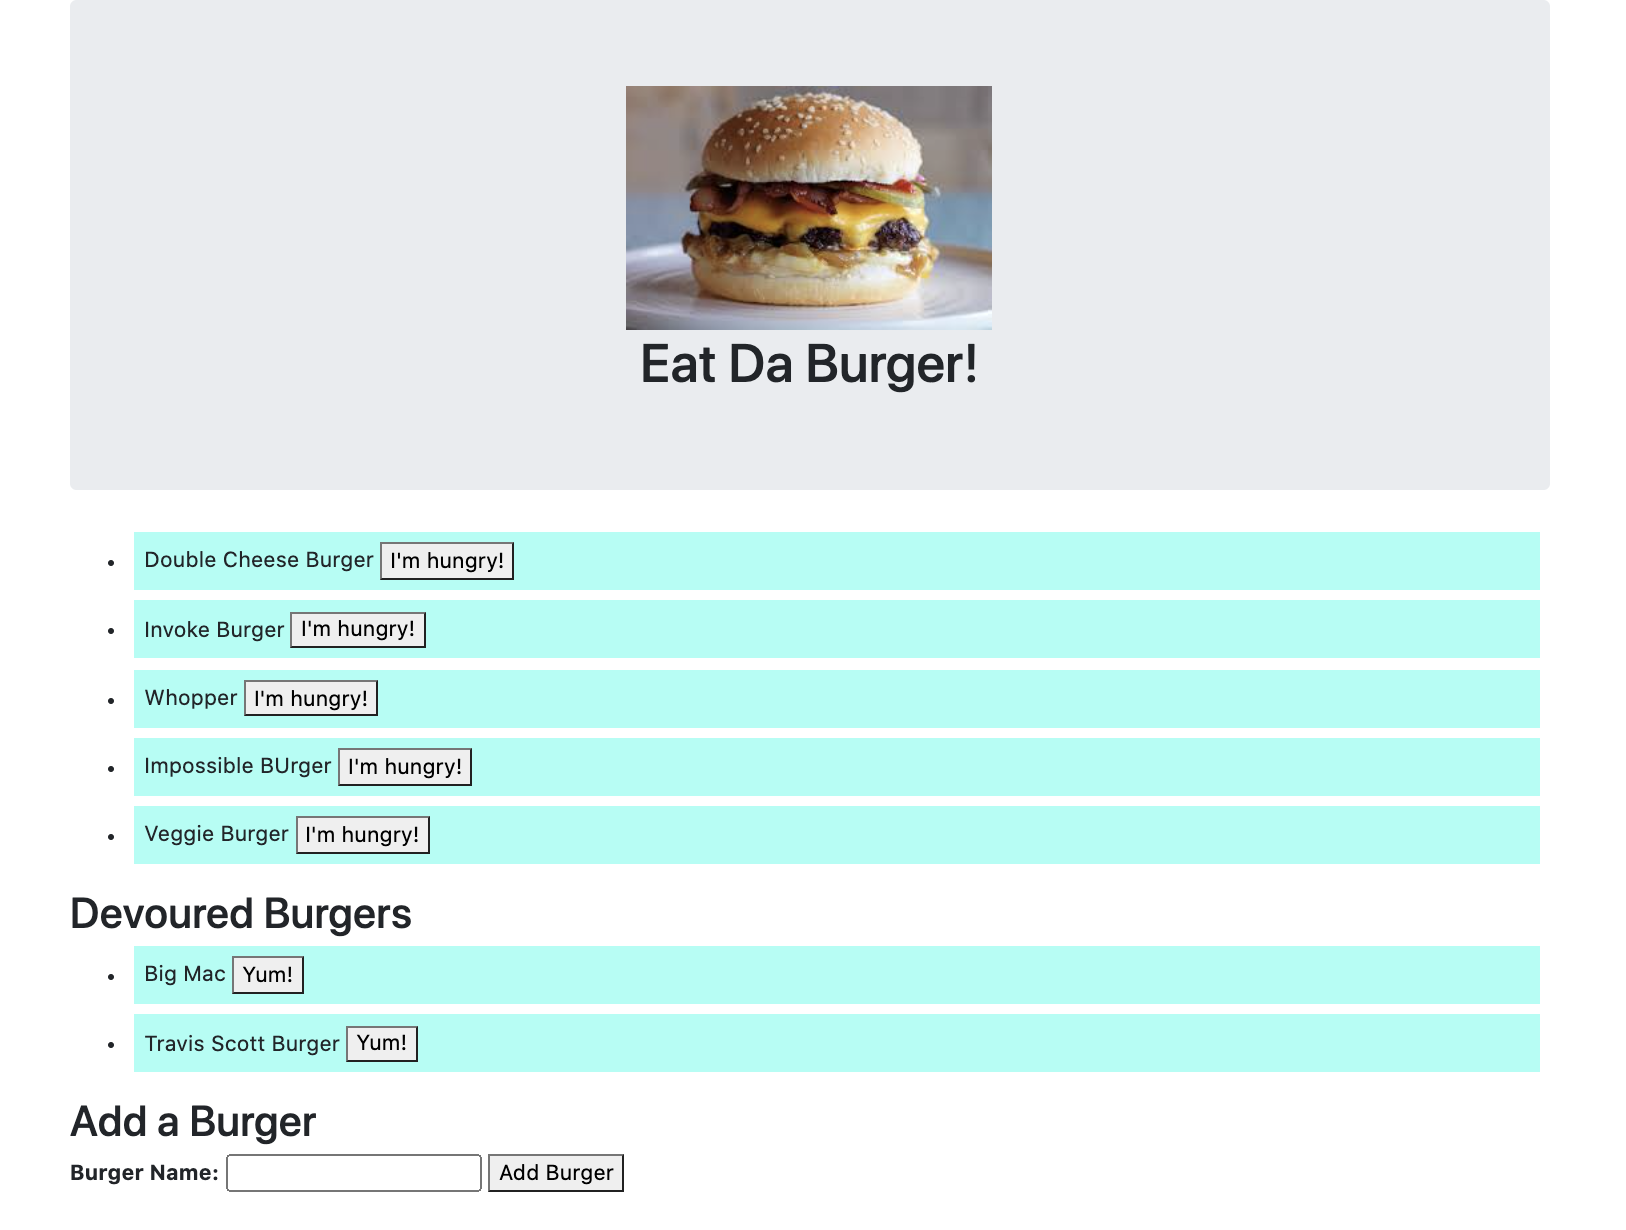 Eat Da Burger!
Double Cheese Burger I'm hungry!
Invoke Burger I'm hungry!
Whopper I'm hungry!
Impossible BUrger I'm hungry!
Veggie Burger I'm hungry!
Devoured Burgers
Big Mac Yum!
Travis Scott Burger Yum!
Add a Burger
Burger Name: Add Burger